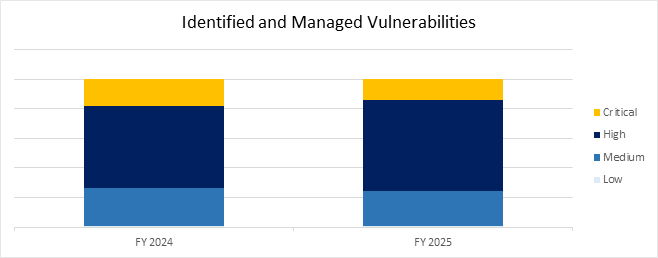 Identified and Managed Vulnerabilities
Critical
High
Medium
Low
FY 2024
FY 2025